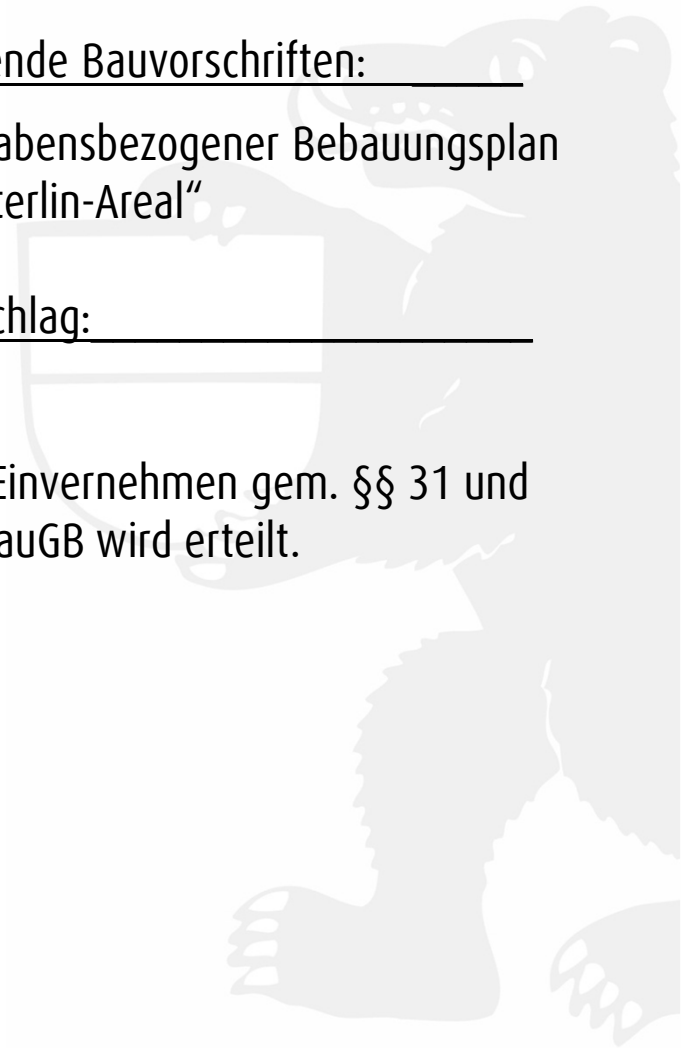 ende Bauvorschriften:
abensbezogener Bebauungsplan
terlin-Areal“
chlag:
Einvernehmen gem. §§ 31 und
auGB wird erteilt.